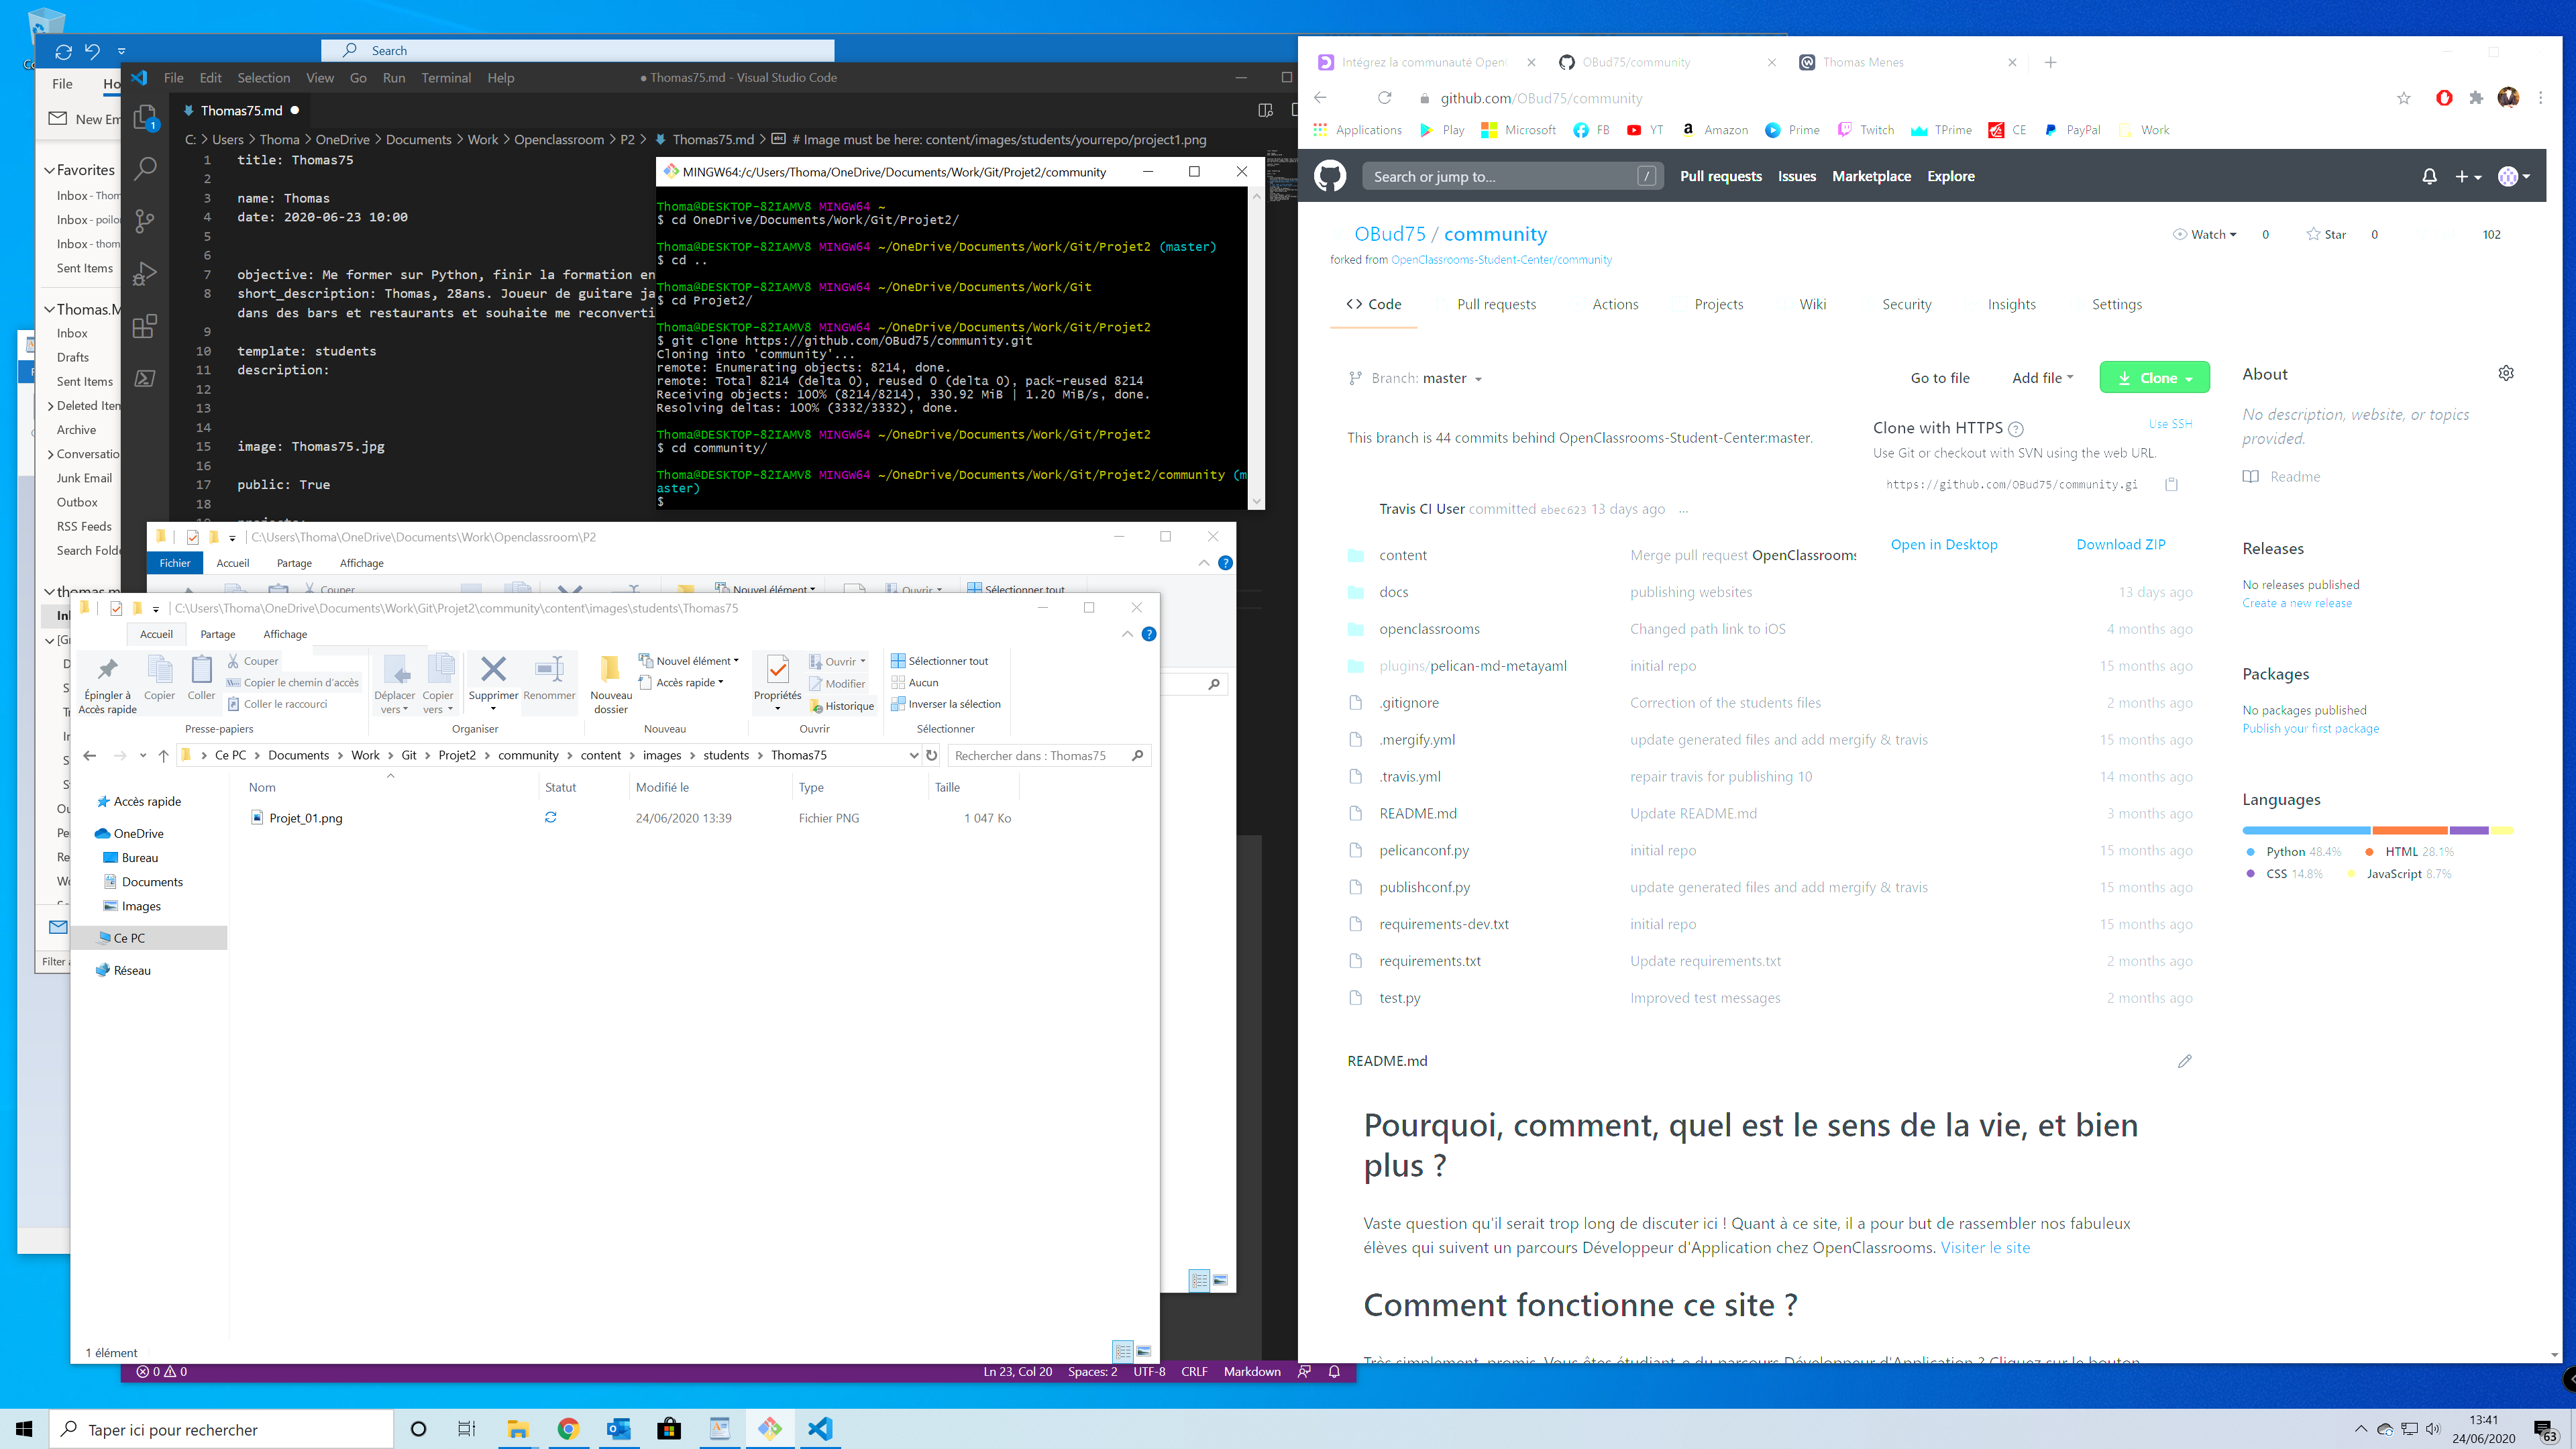 Search
File
New Em
Favorites
Inbox - Thom
Inbox - poilo
Inbox - thom
Sent Items
Thomas.M
Inbox
Drafts
Sent Items
Deleted Iten
Archive
Conversatio
Junk Email
Outbox
RSS Feeds
Search Folde
Filter
File Edit Selection View Go Run Terminal Help
● Thomas75.md - Visual Studio Code
Thomas75.md ●
1
C: > Users > Thoma > OneDrive > Documents > Work > Openclassroom > P2 > Thomas75.md > # Image must be here: content/images/students/yourrepo/project1.png
1 title: Thomas75
2
3 name: Thomas
4 date: 2020-06-23 10:00
5
6
7 objective: Me former sur Python, finir la formation en
8 short_description: Thomas, 28ans. Joueur de guitare ja
dans des bars et restaurants et souhaite me reconverti
9
10 template: students
11 description:
12
13
14
15 image: Thomas75.jpg
16
17 public: True
18
MINGW64:/c/Users/Thoma/OneDrive/Documents/Work/Git/Projet2/community
Thoma@DESKTOP-82IAMV8 MINGW64 ~
$ cd OneDrive/Documents/Work/Git/Projet2/
Thoma@DESKTOP-82IAMV8 MINGW64 ~/OneDrive/Documents/Work/Git/Projet2 (master)
$ cd ..
Thoma@DESKTOP-82IAMV8 MINGW64 ~/OneDrive/Documents/Work/Git
$ cd Projet2/
Thoma@DESKTOP-82IAMV8 MINGW64 ~/OneDrive/Documents/Work/Git/Projet2
$ git clone https://github.com/OBud75/community.git
Cloning into 'community'...
remote: Enumerating objects: 8214, done.
remote: Total 8214 (delta 0), reused 0 (delta 0), pack-reused 8214
Receiving objects: 100% (8214/8214), 330.92 MiB | 1.20 MiB/s, done.
Resolving deltas: 100% (3332/3332), done.
Thoma@DESKTOP-82IAMV8 MINGW64 ~/OneDrive/Documents/Work/Git/Projet2
$ cd community/
Thoma@DESKTOP-82IAMV8 MINGW64 ~/OneDrive/Documents/Work/Git/Projet2/community (m
aster)
$
C:\Users\Thoma\OneDrive\Documents\Work\Openclassroom\P2
Fichier Accueil Partage Affichage
Couper Nouvel élément Ouvrir Sélectionner tout
C:\Users\Thoma\OneDrive\Documents\Work\Git\Projet2\community\content\images\students\Thomas75
Accueil Partage Affichage
Épingler à
Accès rapide
Copier
Coller
Couper
Copier le chemin d'accès
Coller le raccourci
Déplacer
vers
Copier
vers
Supprimer
Renommer
Nouveau
dossier
Nouvel élément
Accès rapide
Propriétés
Ouvrir
Modifier
Historique
Sélectionner tout
Aucun
Inverser la sélection
Presse-papiers Organiser Nouveau Ouvrir Sélectionner
Ce PC > Documents > Work > Git > Projet2 > community > content > images > students > Thomas75
Rechercher dans : Thomas75
Nom Statut Modifié le Type Taille
Projet_01.png 24/06/2020 13:39 Fichier PNG 1 047 Ko
Accès rapide
OneDrive
Bureau
Documents
Images
Ce PC
Réseau
1 élément
0 0
Ln 23, Col 20 Spaces: 2 UTF-8 CRLF Markdown
Intégrez la communauté Open
OBud75/community
Thomas Menes
github.com/OBud75/community
Applications Play Microsoft FB YT Amazon Prime Twitch TPrime CE PayPal Work
Search or jump to... /
Pull requests Issues Marketplace Explore
OBud75 / community
Watch 0 Star 0 102
forked from OpenClassrooms-Student-Center/community
Code Pull requests Actions Projects Wiki Security Insights Settings
Branch: master
Go to file Add file Clone
This branch is 44 commits behind OpenClassrooms-Student-Center:master.
Clone with HTTPS ?
Use SSH
Use Git or checkout with SVN using the web URL.
https://github.com/OBud75/community.gi
Open in Desktop Download ZIP
Travis CI User committed ebec623 13 days ago ...
content Merge pull request OpenClassrooms
docs publishing websites 13 days ago
openclassrooms Changed path link to iOS 4 months ago
plugins/pelican-md-metayaml initial repo 15 months ago
.gitignore Correction of the students files 2 months ago
.mergify.yml update generated files and add mergify & travis 15 months ago
.travis.yml repair travis for publishing 10 14 months ago
README.md Update README.md 3 months ago
pelicanconf.py initial repo 15 months ago
publishconf.py update generated files and add mergify & travis 15 months ago
requirements-dev.txt initial repo 15 months ago
requirements.txt Update requirements.txt 2 months ago
test.py Improved test messages 2 months ago
About
No description, website, or topics
provided.
Readme
Releases
No releases published
Create a new release
Packages
No packages published
Publish your first package
Languages
Python 48.4% HTML 28.1%
CSS 14.8% JavaScript 8.7%
README.md
Pourquoi, comment, quel est le sens de la vie, et bien
plus ?
Vaste question qu'il serait trop long de discuter ici ! Quant à ce site, il a pour but de rassembler nos fabuleux
élèves qui suivent un parcours Développeur d'Application chez OpenClassrooms. Visiter le site
Comment fonctionne ce site ?
Très simplement, promis. Vous êtes étudiant-e du parcours Développeur d'Application ? Cliquez sur le bouton
Taper ici pour rechercher
13:41
24/06/2020
63